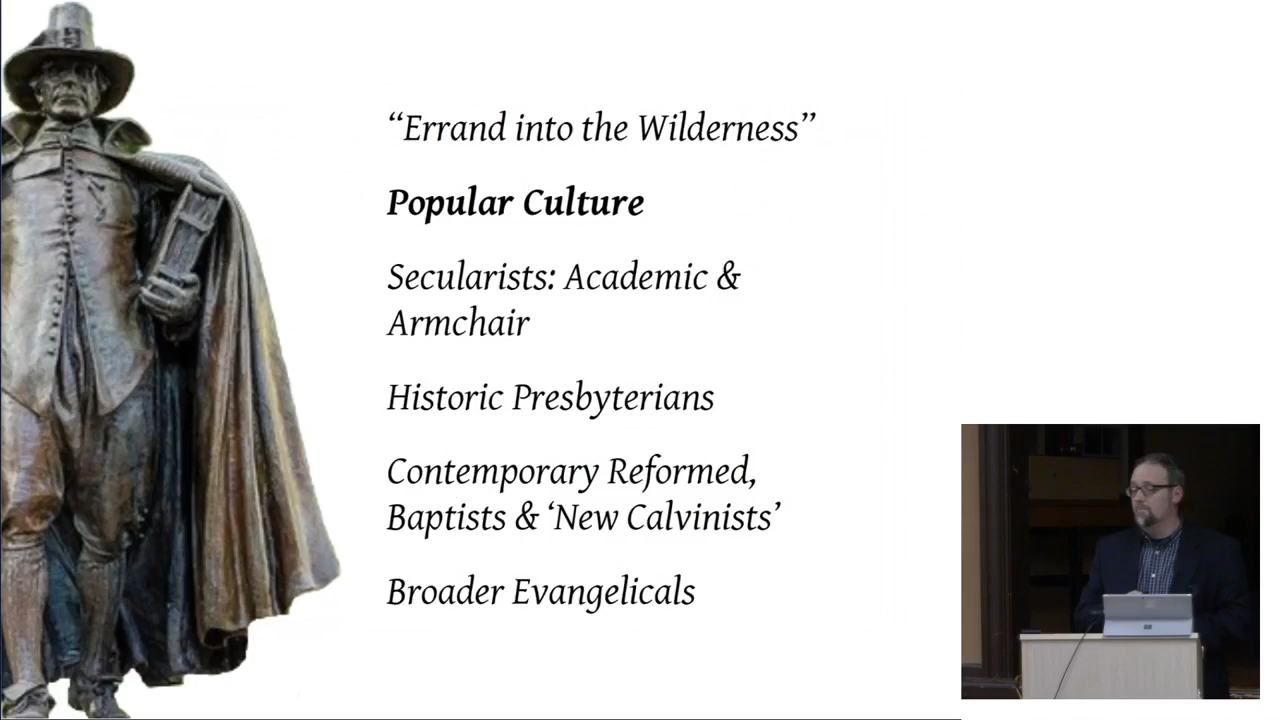 “Errand into the Wilderness”
Popular Culture
Secularists: Academic &
Armchair
Historic Presbyterians
Contemporary Reformed,
Baptists & ‘New Calvinists’
Broader Evangelicals